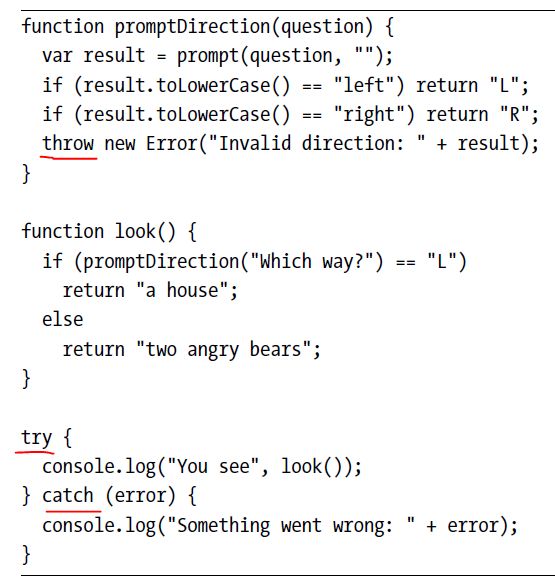 function promptDirection(question) {
  var result = prompt(question, "");
  if (result.toLowerCase() == "left") return "L";
  if (result.toLowerCase() == "right") return "R";
  throw new Error("Invalid direction: " + result);
}

function look() {
  if (promptDirection("Which way?") == "L")
    return "a house";
  else
    return "two angry bears";
}

try {
  console.log("You see", look());
} catch (error) {
  console.log("Something went wrong: " + error);
}